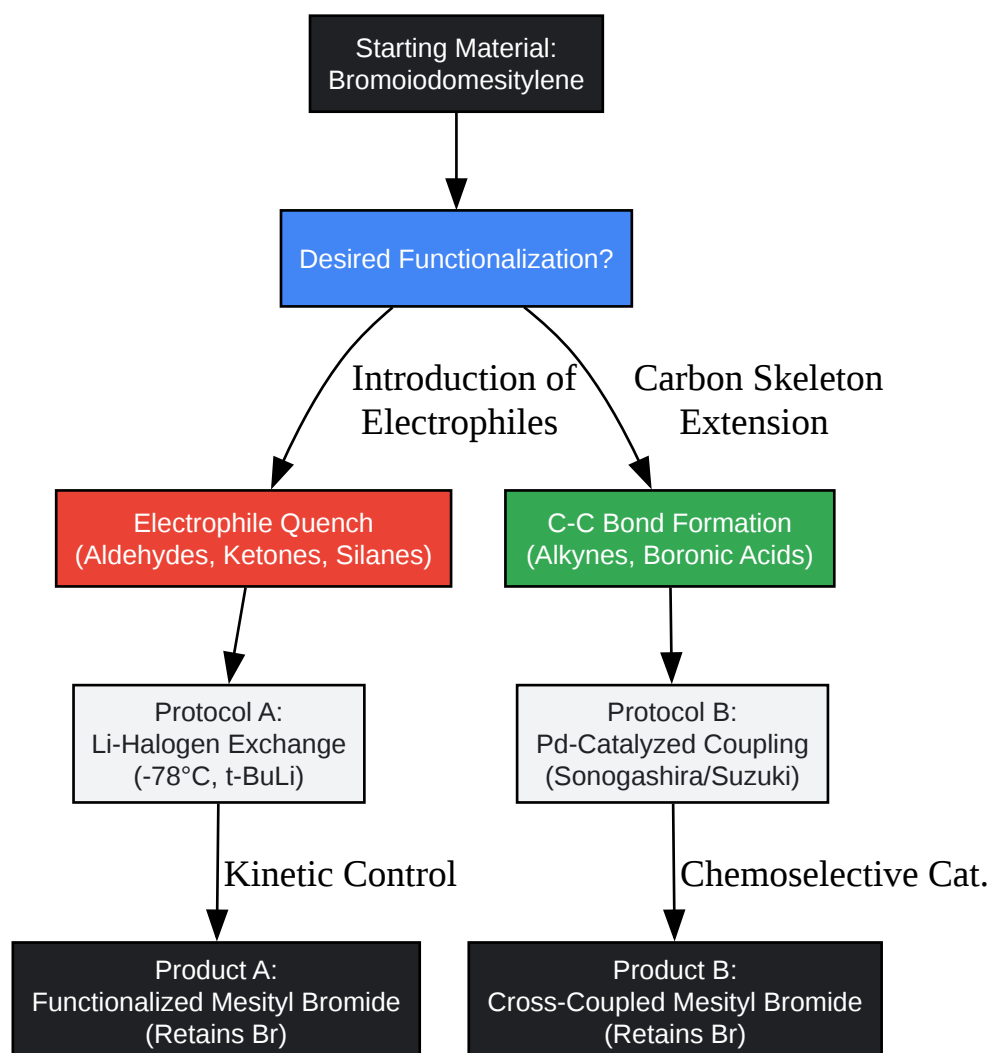 Starting Material:
Bromoiodomesitylene
Desired Functionalization?
Introduction of
Electrophiles
Carbon Skeleton
Extension
Electrophile Quench
(Aldehydes, Ketones, Silanes)
C-C Bond Formation
(Alkynes, Boronic Acids)
Protocol A:
Li-Halogen Exchange
(-78°C, t-BuLi)
Protocol B:
Pd-Catalyzed Coupling
(Sonogashira/Suzuki)
Kinetic Control
Chemoselective Cat.
Product A:
Functionalized Mesityl Bromide
(Retains Br)
Product B:
Cross-Coupled Mesityl Bromide
(Retains Br)